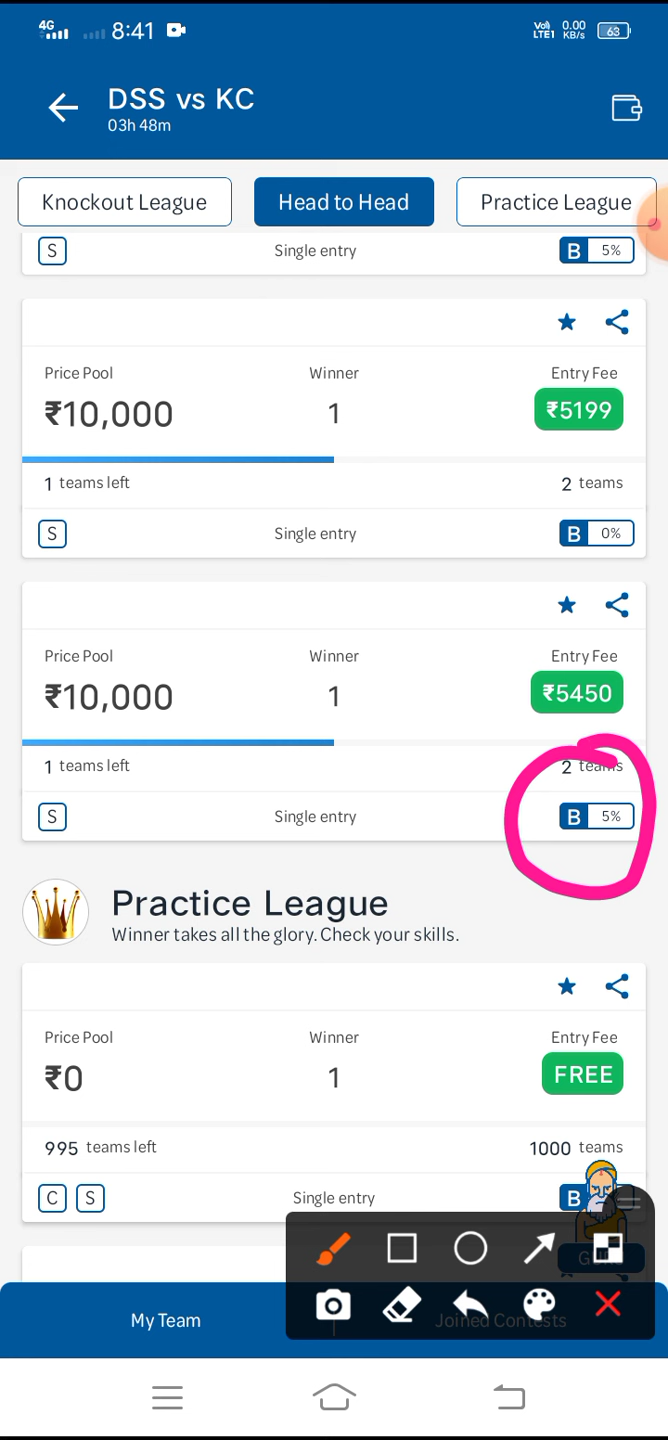 4G 8:41 Vo)) LTE1 0.00 KB/s 63
DSS vs KC
03h 48m
Knockout League Head to Head Practice League
S Single entry B 5%
Price Pool Winner Entry Fee
₹10,000 1 ₹5199
1 teams left 2 teams
S Single entry B 0%
Price Pool Winner Entry Fee
₹10,000 1 ₹5450
1 teams left 2 teams
S Single entry B 5%
Practice League
Winner takes all the glory. Check your skills.
Price Pool Winner Entry Fee
₹0 1 FREE
995 teams left 1000 teams
C S Single entry B
My Team Joined Contests